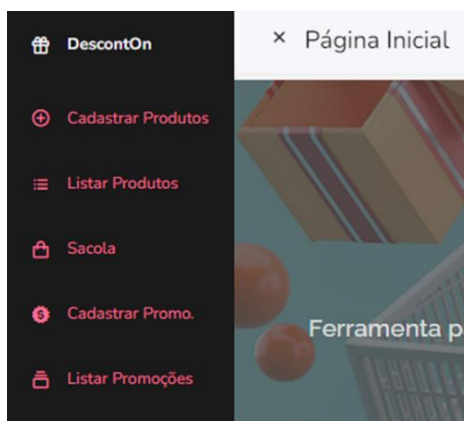 DescontOn
Cadastrar Produtos
Listar Produtos
Sacola
Cadastrar Promo.
Listar Promoções
× Página Inicial
Ferramenta